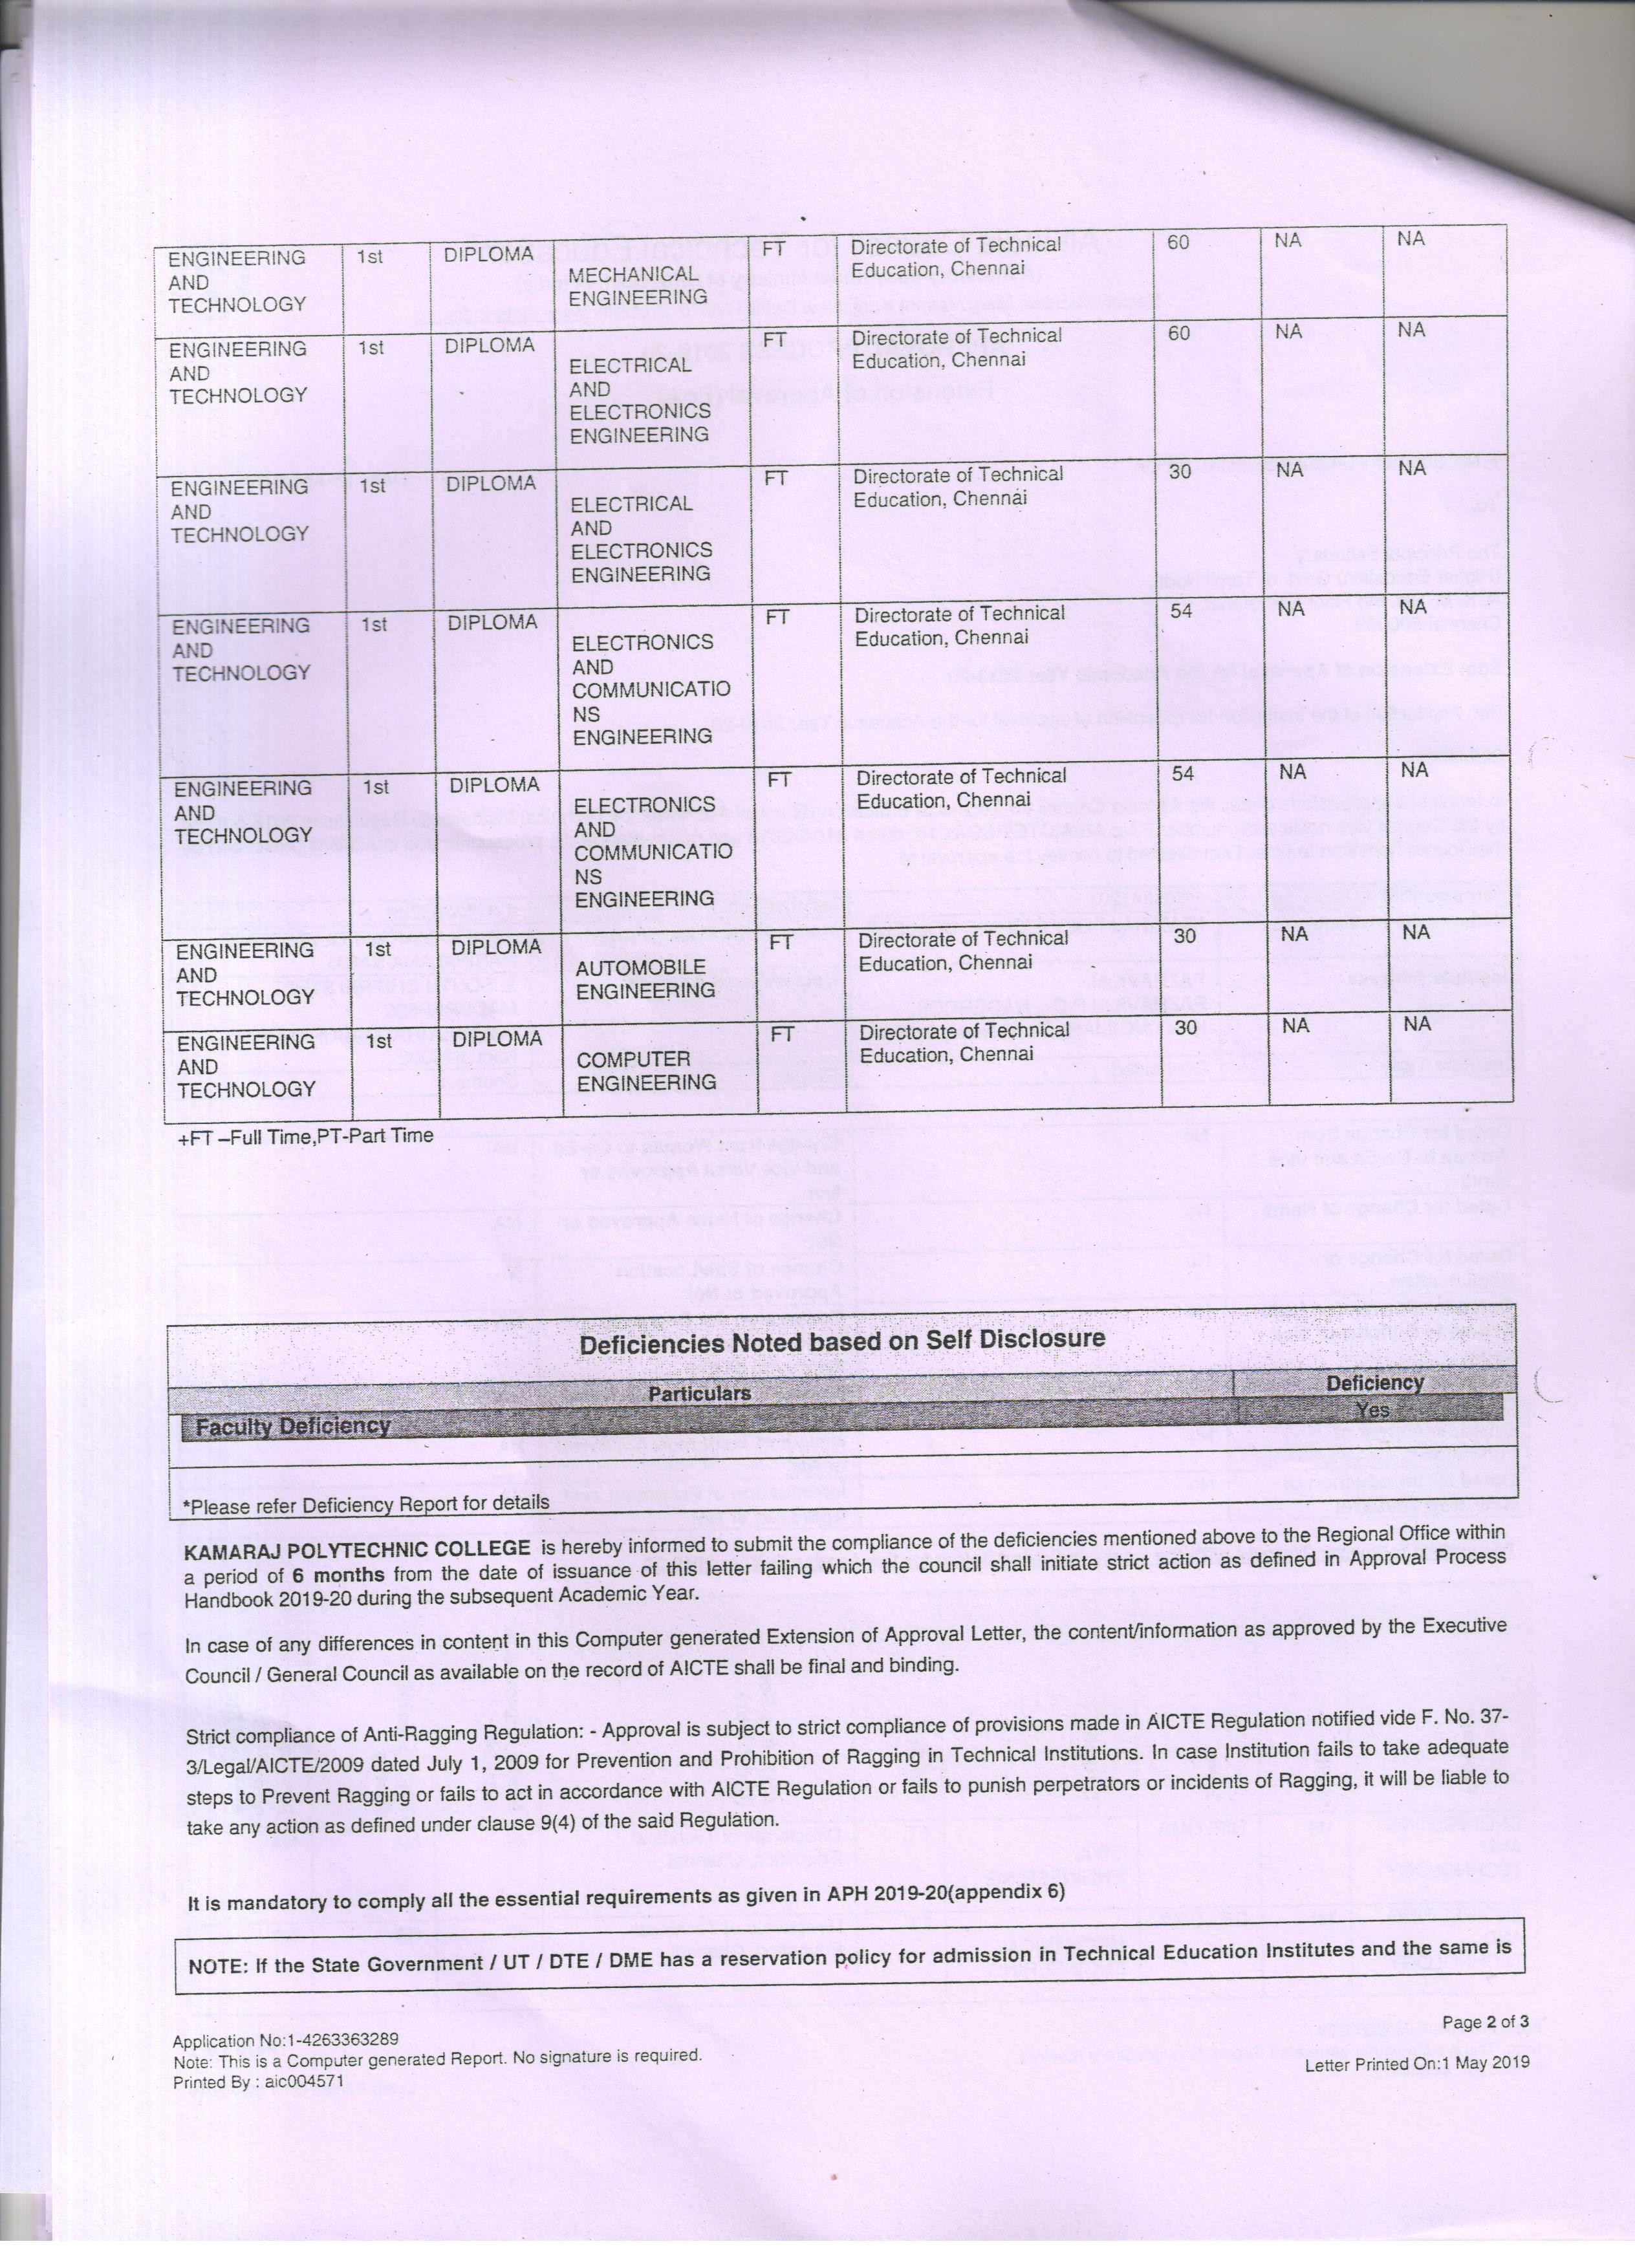 ENGINEERING AND TECHNOLOGY 1st DIPLOMA MECHANICAL ENGINEERING FT Directorate of Technical Education, Chennai 60 NA NA
ENGINEERING AND TECHNOLOGY 1st DIPLOMA ELECTRICAL AND ELECTRONICS ENGINEERING FT Directorate of Technical Education, Chennai 60 NA NA
ENGINEERING AND TECHNOLOGY 1st DIPLOMA ELECTRICAL AND ELECTRONICS ENGINEERING FT Directorate of Technical Education, Chennai 30 NA NA
ENGINEERING AND TECHNOLOGY 1st DIPLOMA ELECTRONICS AND COMMUNICATIO NS ENGINEERING FT Directorate of Technical Education, Chennai 54 NA NA
ENGINEERING AND TECHNOLOGY 1st DIPLOMA ELECTRONICS AND COMMUNICATIO NS ENGINEERING FT Directorate of Technical Education, Chennai 54 NA NA
ENGINEERING AND TECHNOLOGY 1st DIPLOMA AUTOMOBILE ENGINEERING FT Directorate of Technical Education, Chennai 30 NA NA
ENGINEERING AND TECHNOLOGY 1st DIPLOMA COMPUTER ENGINEERING FT Directorate of Technical Education, Chennai 30 NA NA
+FT –Full Time,PT-Part Time
Deficiencies Noted based on Self Disclosure
Particulars Deficiency
Faculty Deficiency Yes
*Please refer Deficiency Report for details
KAMARAJ POLYTECHNIC COLLEGE is hereby informed to submit the compliance of the deficiencies mentioned above to the Regional Office within
a period of 6 months from the date of issuance of this letter failing which the council shall initiate strict action as defined in Approval Process
Handbook 2019-20 during the subsequent Academic Year.
In case of any differences in content in this Computer generated Extension of Approval Letter, the content/information as approved by the Executive
Council / General Council as available on the record of AICTE shall be final and binding.
Strict compliance of Anti-Ragging Regulation: - Approval is subject to strict compliance of provisions made in AICTE Regulation notified vide F. No. 37-
3/Legal/AICTE/2009 dated July 1, 2009 for Prevention and Prohibition of Ragging in Technical Institutions. In case Institution fails to take adequate
steps to Prevent Ragging or fails to act in accordance with AICTE Regulation or fails to punish perpetrators or incidents of Ragging, it will be liable to
take any action as defined under clause 9(4) of the said Regulation.
It is mandatory to comply all the essential requirements as given in APH 2019-20(appendix 6)
NOTE: If the State Government / UT / DTE / DME has a reservation policy for admission in Technical Education Institutes and the same is
Application No:1-4263363289
Note: This is a Computer generated Report. No signature is required.
Printed By : aic004571
Page 2 of 3
Letter Printed On:1 May 2019